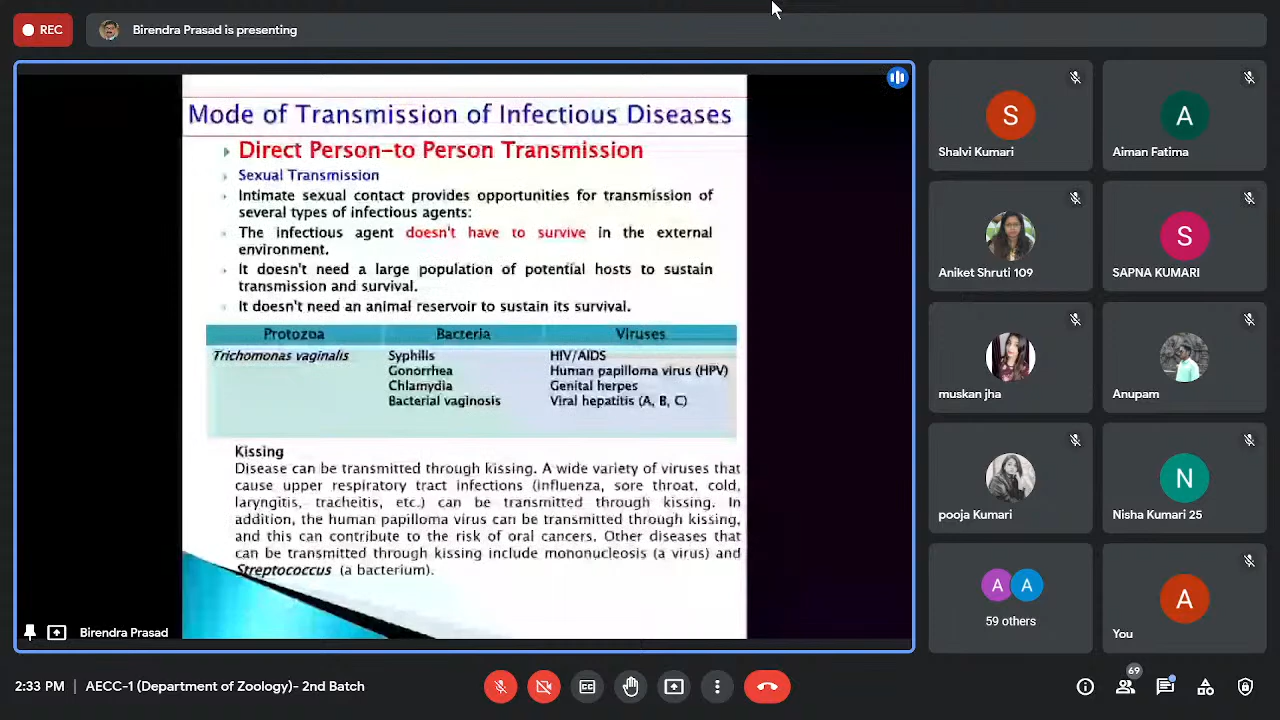 REC
Birendra Prasad is presenting
Mode of Transmission of Infectious Diseases
Direct Person-to Person Transmission
Sexual Transmission
Intimate sexual contact provides opportunities for transmission of
several types of infectious agents:
The infectious agent doesn't have to survive in the external
environment.
It doesn't need a large population of potential hosts to sustain
transmission and survival.
It doesn't need an animal reservoir to sustain its survival.
Protozoa Bacteria Viruses
Trichomonas vaginalis Syphilis HIV/AIDS
Gonorrhea Human papilloma virus (HPV)
Chlamydia Genital herpes
Bacterial vaginosis Viral hepatitis (A, B, C)
Kissing
Disease can be transmitted through kissing. A wide variety of viruses that
cause upper respiratory tract infections (influenza, sore throat, cold,
laryngitis, tracheitis, etc.) can be transmitted through kissing. In
addition, the human papilloma virus can be transmitted through kissing,
and this can contribute to the risk of oral cancers. Other diseases that
can be transmitted through kissing include mononucleosis (a virus) and
Streptococcus (a bacterium).
Birendra Prasad
S
Shalvi Kumari
A
Aiman Fatima
Aniket Shruti 109
S
SAPNA KUMARI
muskan jha
Anupam
pooja Kumari
N
Nisha Kumari 25
A A
59 others
A
You
2:33 PM | AECC-1 (Department of Zoology)- 2nd Batch
CC
69